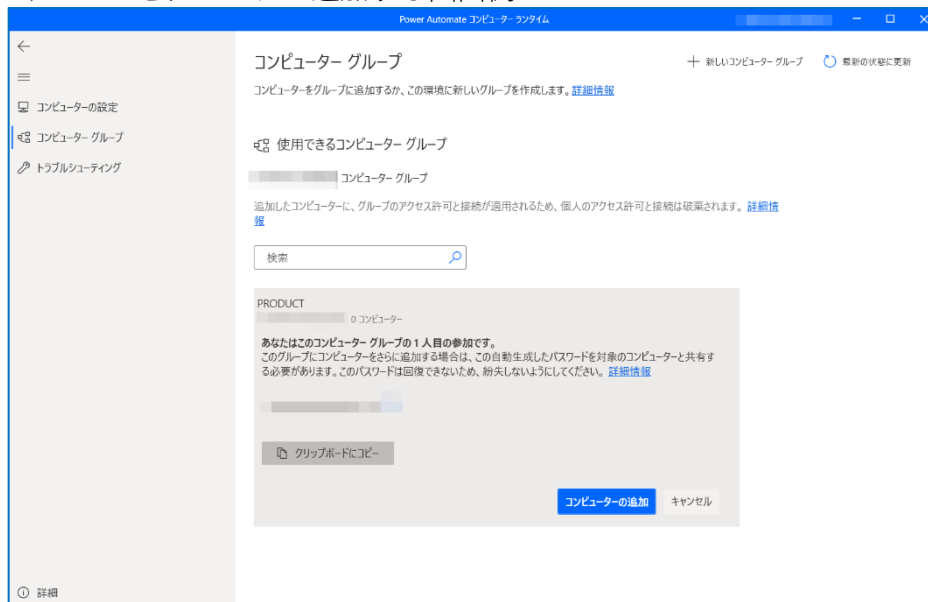 Power Automate コンピューター ランタイム
コンピューター グループ
新しいコンピューター グループ
最新の状態に更新
コンピューターをグループに追加するか、この環境に新しいグループを作成します。詳細情報
コンピューターの設定
コンピューター グループ
トラブルシューティング
使用できるコンピューター グループ
コンピューター グループ
追加したコンピューターに、グループのアクセス許可と接続が適用されるため、個人のアクセス許可と接続は破棄されます。詳細情
報
検索
PRODUCT
0 コンピューター
あなたはこのコンピューター グループの 1 人目の参加です。
このグループにコンピューターをさらに追加する場合は、この自動生成したパスワードを対象のコンピューターと共有す
る必要があります。このパスワードは回復できないため、紛失しないようにしてください。詳細情報
クリップボードにコピー
コンピューターの追加
キャンセル
詳細